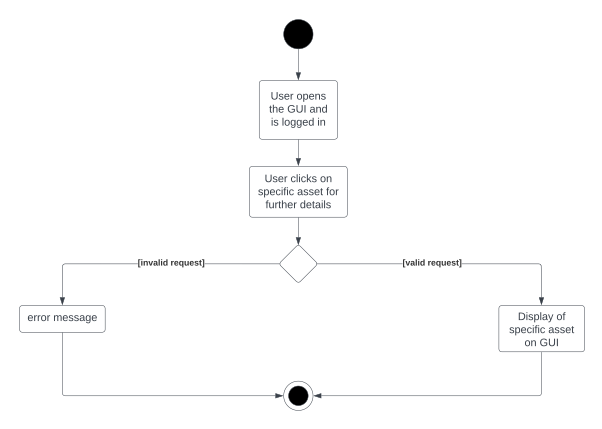 User opens
the GUI and
is logged in
User clicks on
specific asset for
further details
[invalid request]
[valid request]
error message
Display of
specific asset
on GUI